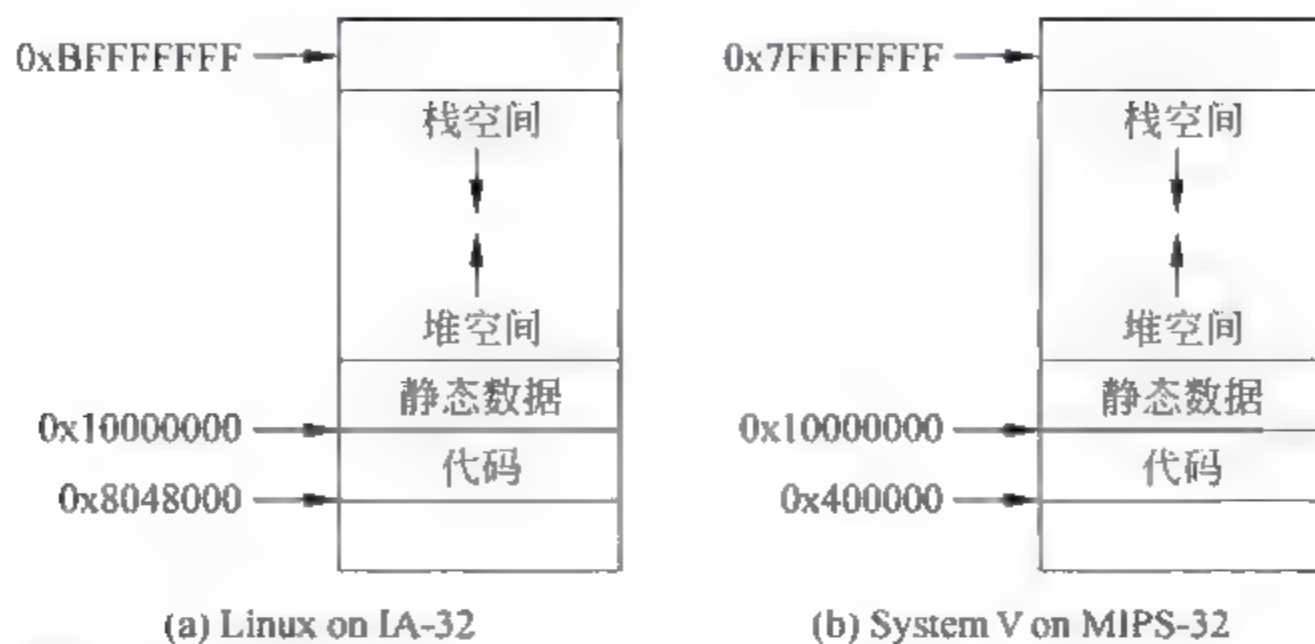 0xBFFFFFFF
栈空间
堆空间
静态数据
0x10000000
代码
0x8048000
(a) Linux on IA-32
0x7FFFFFFF
栈空间
堆空间
静态数据
0x10000000
代码
0x400000
(b) System V on MIPS-32